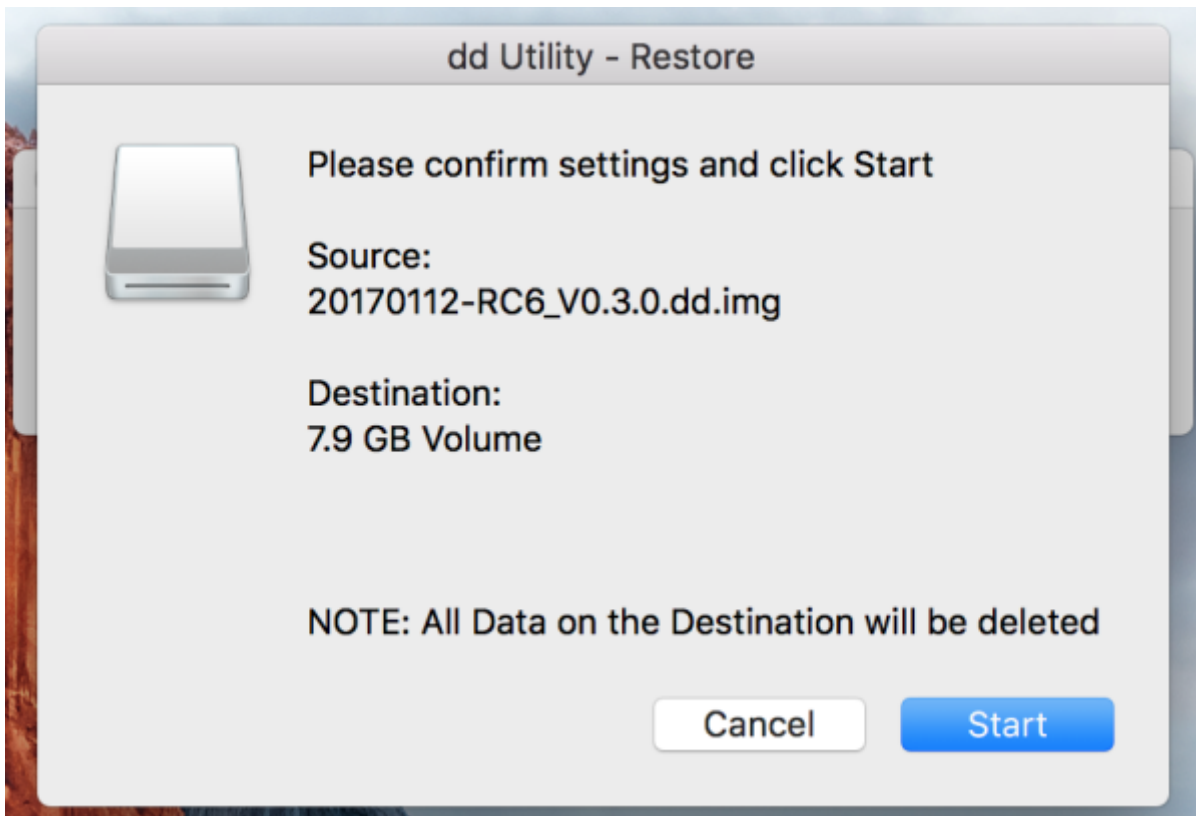 dd Utility - Restore
Please confirm settings and click Start
Source:
20170112-RC6_V0.3.0.dd.img
Destination:
7.9 GB Volume
NOTE: All Data on the Destination will be deleted
Cancel
Start